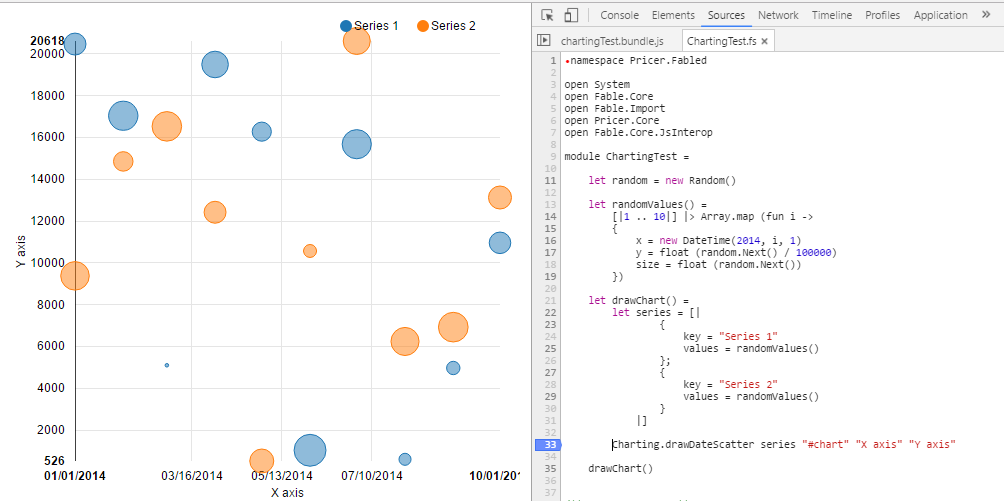 Series 1 Series 2
20618
20000
18000
16000
14000
12000
10000
8000
6000
4000
2000
526
Y axis
01/01/2014 03/16/2014 05/13/2014 07/10/2014 10/01/20
X axis
Console Elements Sources Network Timeline Profiles Application »
chartingTest.bundle.js ChartingTest.fs ×
1 namespace Pricer.Fabled
2
3 open System
4 open Fable.Core
5 open Fable.Import
6 open Pricer.Core
7 open Fable.Core.JsInterop
8
9 module ChartingTest =
10
11 let random = new Random()
12
13 let randomValues() =
14 [|1 .. 10|] |> Array.map (fun i ->
15 {
16 x = new DateTime(2014, i, 1)
17 y = float (random.Next() / 100000)
18 size = float (random.Next())
19 })
20
21 let drawChart() =
22 let series = [|
23 {
24 key = "Series 1"
25 values = randomValues()
26 };
27 {
28 key = "Series 2"
29 values = randomValues()
30 }
31 |]
32
33 Charting.drawDateScatter series "#chart" "X axis" "Y axis"
34
35 drawChart()
36
37